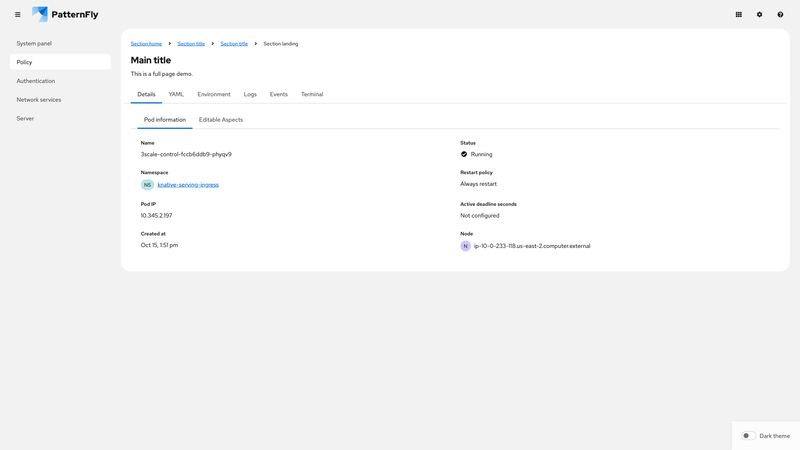 PatternFly
System panel
Policy
Authentication
Network services
Server
Section home > Section title > Section title > Section landing
Main title
This is a full page demo.
Details YAML Environment Logs Events Terminal
Pod information Editable Aspects
Name
3scale-control-fccb6ddb9-phyqv9
Status
Running
Namespace
NS knative-serving-ingress
Restart policy
Always restart
Pod IP
10.345.2.197
Active deadline seconds
Not configured
Created at
Oct 15, 1:51 pm
Node
N ip-10-0-233-118.us-east-2.computer.external
Dark theme